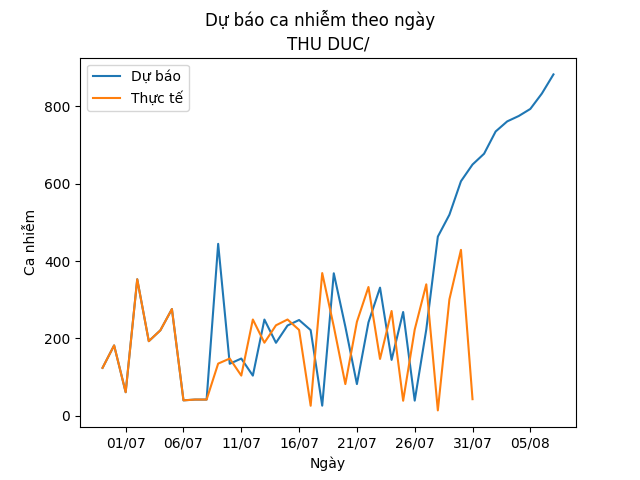 Dự báo ca nhiễm theo ngày
THU DUC/
Dự báo
Thực tế
Ca nhiễm
800
600
400
200
0
01/07 06/07 11/07 16/07 21/07 26/07 31/07 05/08
Ngày